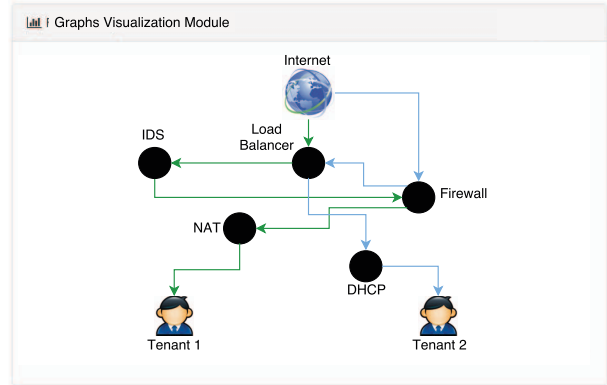 Graphs Visualization Module
Internet
Load
Balancer
IDS
Firewall
NAT
DHCP
Tenant 1
Tenant 2